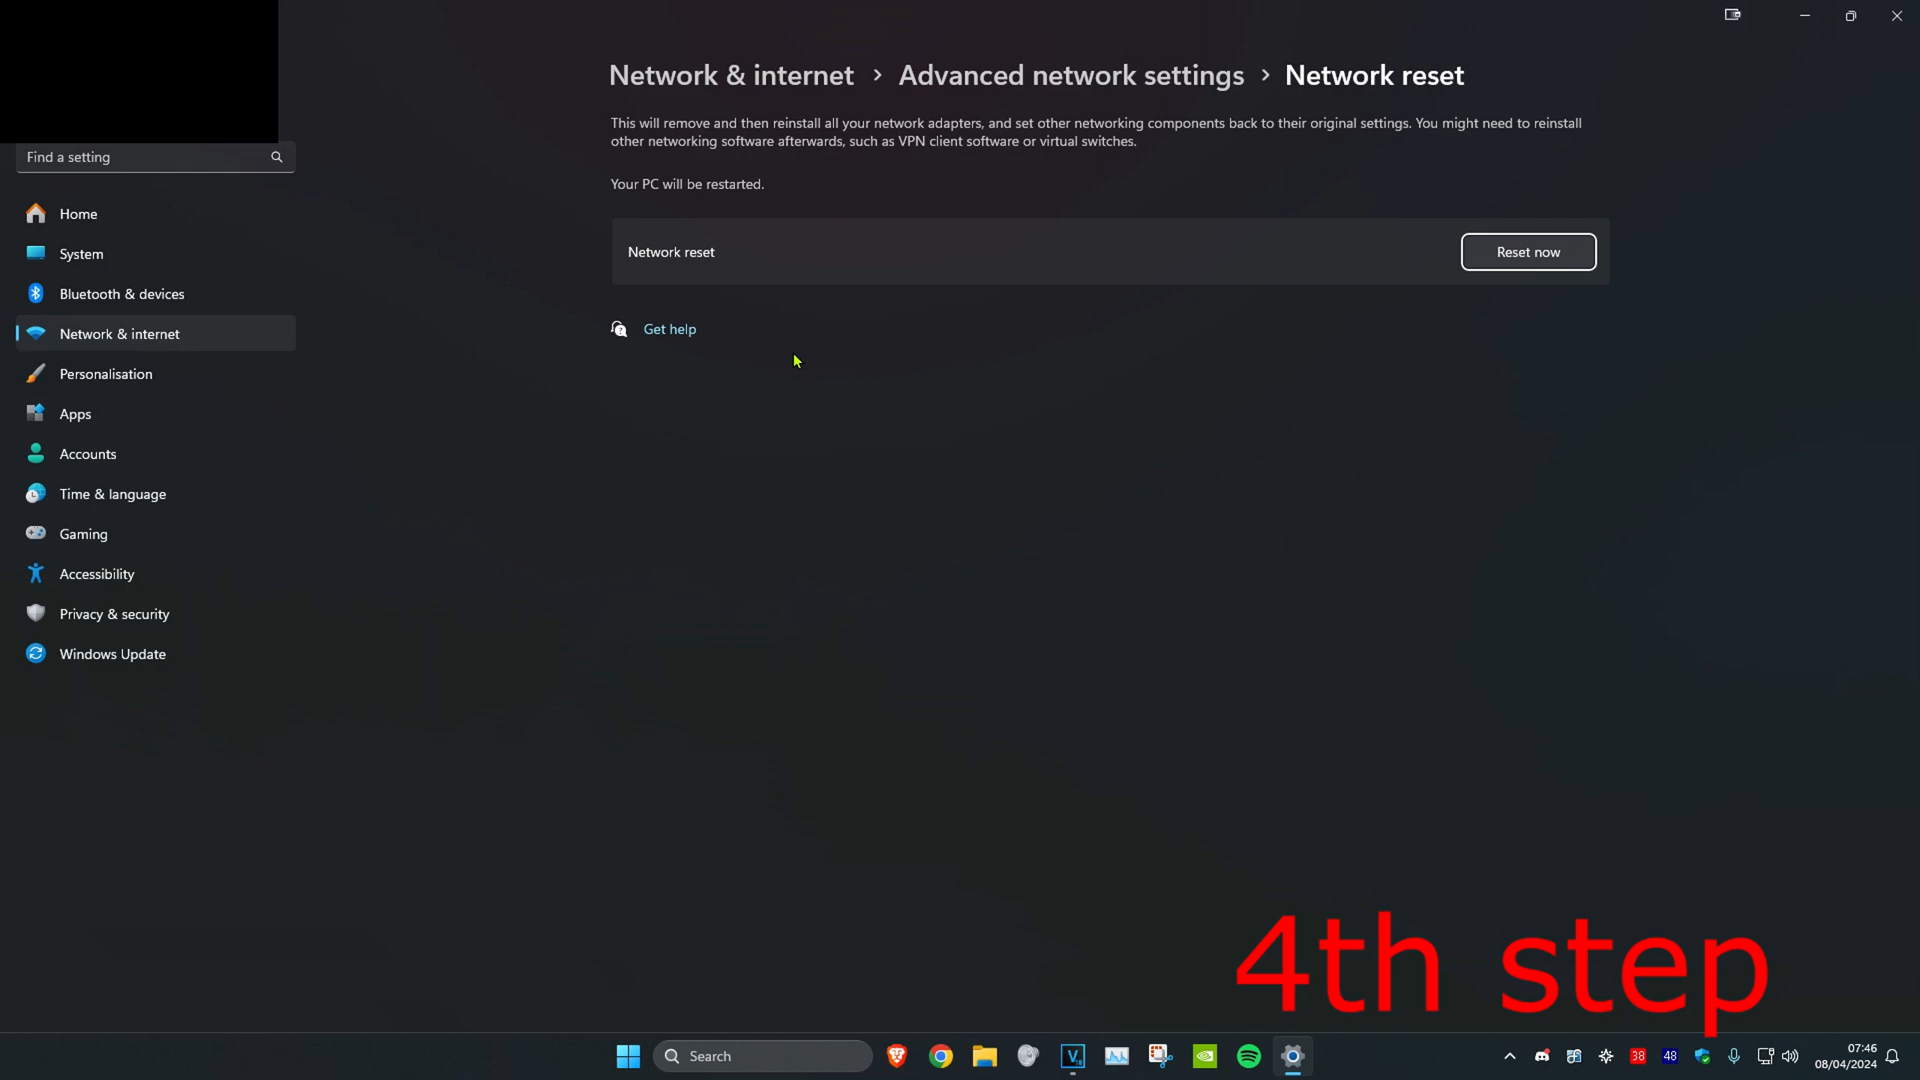 Network & internet > Advanced network settings > Network reset
This will remove and then reinstall all your network adapters, and set other networking components back to their original settings. You might need to reinstall
other networking software afterwards, such as VPN client software or virtual switches.
Your PC will be restarted.
Find a setting
Home
System
Bluetooth & devices
Network & internet
Personalisation
Apps
Accounts
Time & language
Gaming
Accessibility
Privacy & security
Windows Update
Network reset
Reset now
Get help
4th step
Search
38
48
07:46
08/04/2024